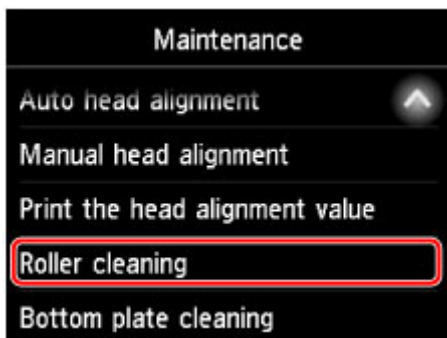 Maintenance
Auto head alignment
Manual head alignment
Print the head alignment value
Roller cleaning
Bottom plate cleaning